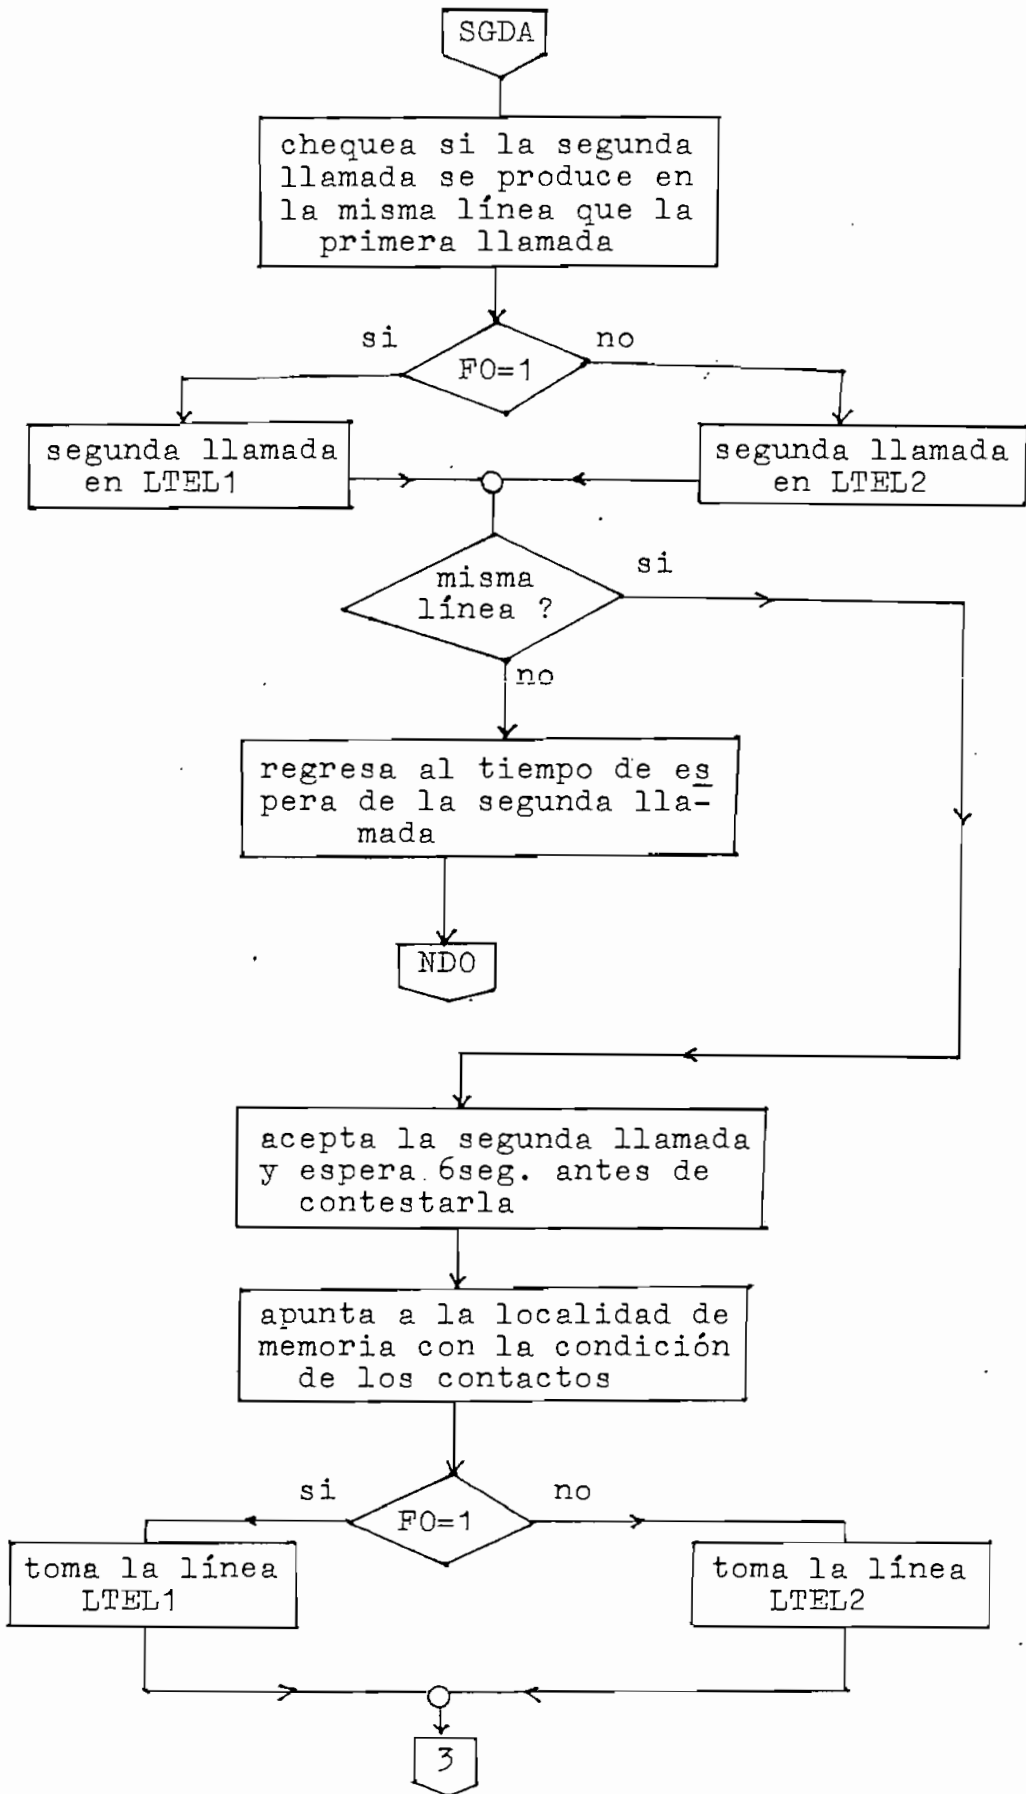 SGDA
chequea si la segunda
llamada se produce en
la misma línea que la
primera llamada
si
no
F0=1
segunda llamada
en LTEL1
segunda llamada
en LTEL2
misma
línea ?
si
no
regresa al tiempo de es
pera de la segunda lla-
mada
NDO
acepta la segunda llamada
y espera 6seg. antes de
contestarla
apunta a la localidad de
memoria con la condición
de los contactos
si
no
F0=1
toma la línea
LTEL1
toma la línea
LTEL2
3